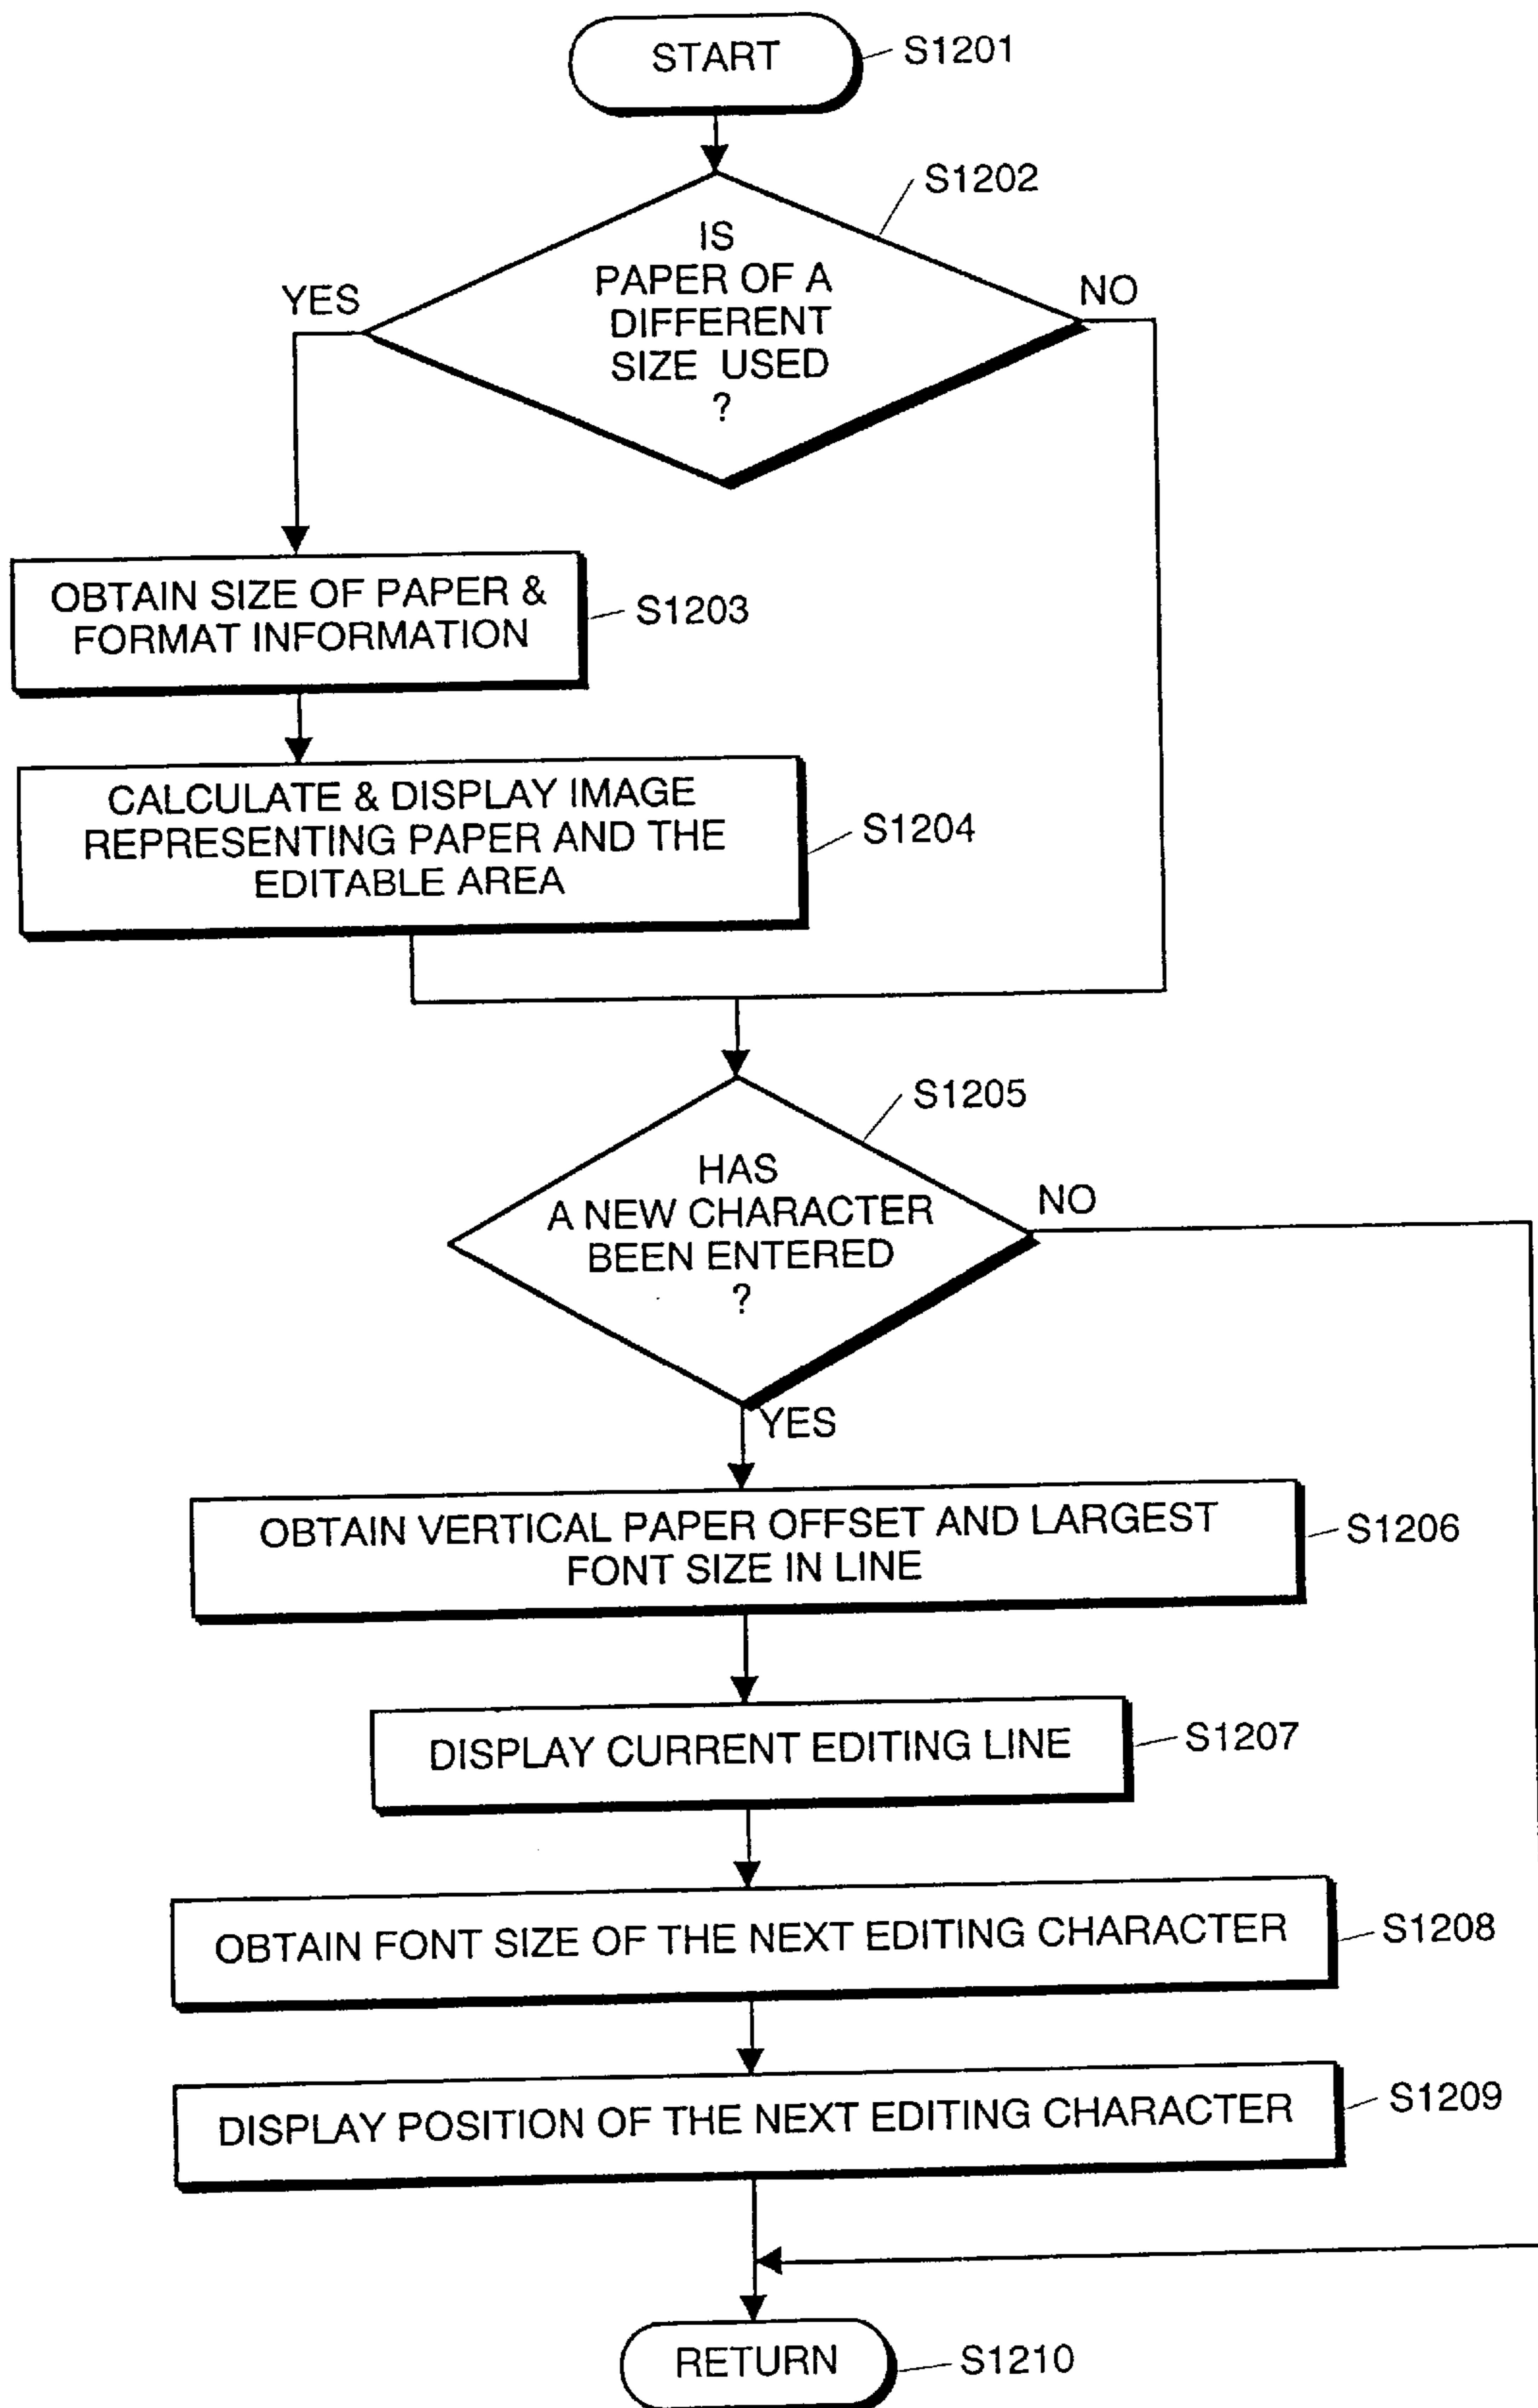 START
S1201
S1202
IS
PAPER OF A
DIFFERENT
SIZE USED
?
YES
NO
OBTAIN SIZE OF PAPER &
FORMAT INFORMATION
S1203
CALCULATE & DISPLAY IMAGE
REPRESENTING PAPER AND THE
EDITABLE AREA
S1204
S1205
HAS
A NEW CHARACTER
BEEN ENTERED
?
NO
YES
OBTAIN VERTICAL PAPER OFFSET AND LARGEST
FONT SIZE IN LINE
S1206
DISPLAY CURRENT EDITING LINE
S1207
OBTAIN FONT SIZE OF THE NEXT EDITING CHARACTER
S1208
DISPLAY POSITION OF THE NEXT EDITING CHARACTER
S1209
RETURN
S1210